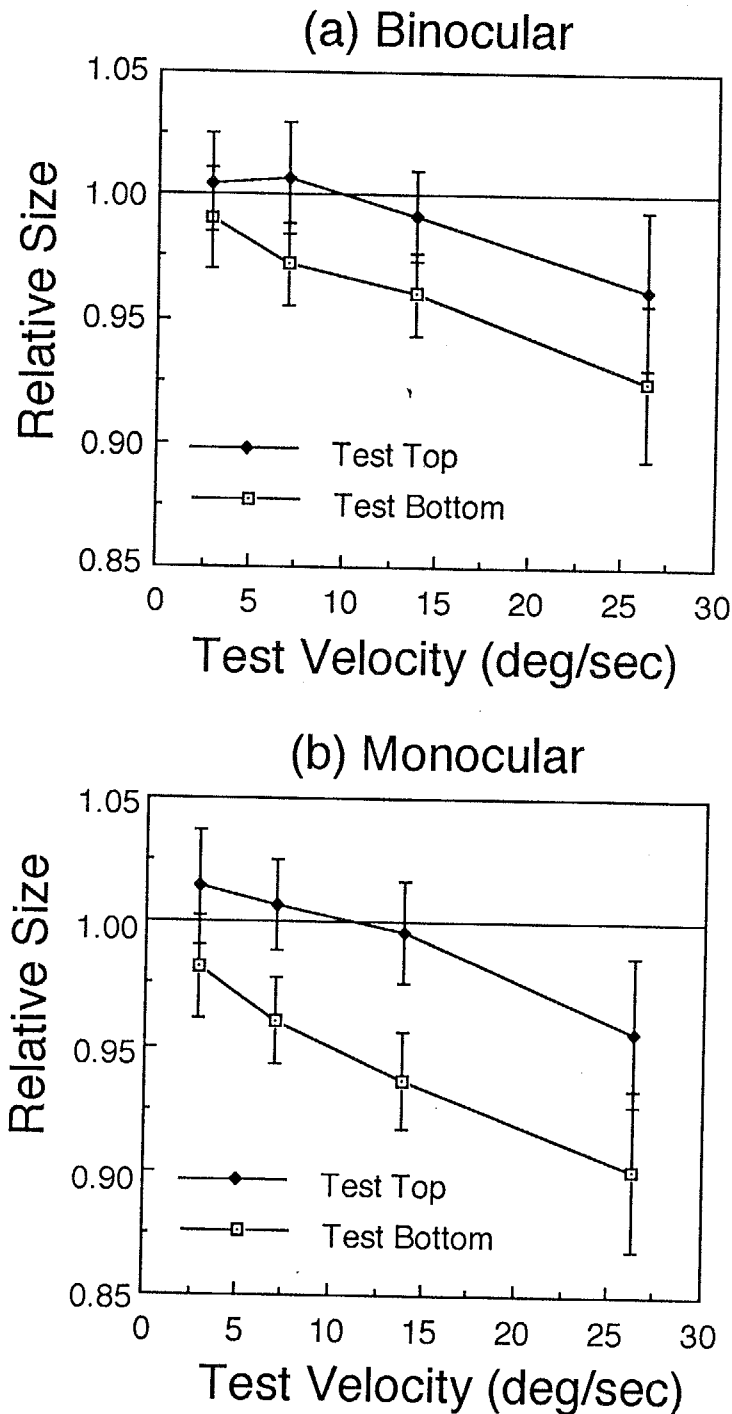 (a) Binocular
1.05
1.00
0.95
0.90
0.85
Relative Size
Test Top
Test Bottom
0 5 10 15 20 25 30
Test Velocity (deg/sec)
(b) Monocular
1.05
1.00
0.95
0.90
0.85
Relative Size
Test Top
Test Bottom
0 5 10 15 20 25 30
Test Velocity (deg/sec)